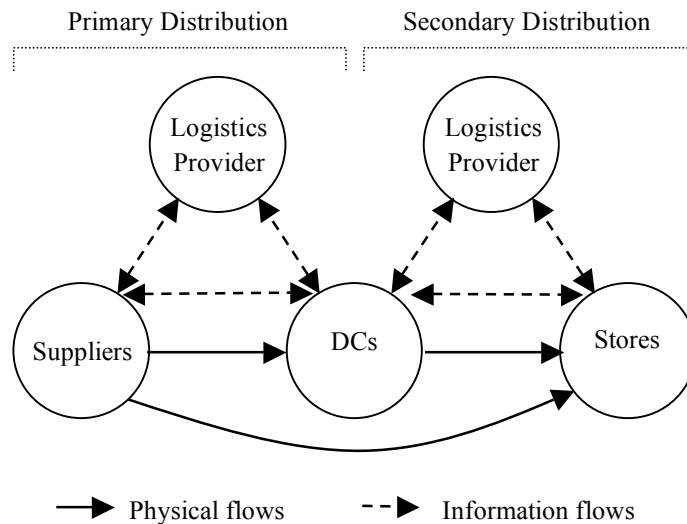 Primary Distribution
Secondary Distribution
Logistics
Provider
Logistics
Provider
Suppliers
DCs
Stores
Physical flows
Information flows